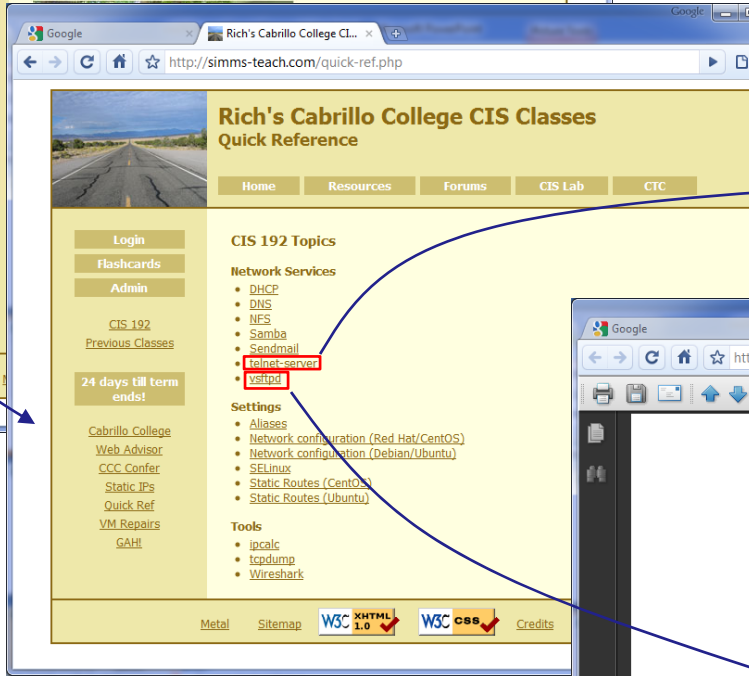 Google
Google
Rich's Cabrillo College CI...
http://simms-teach.com/quick-ref.php
Rich's Cabrillo College CIS Classes
Quick Reference
Home Resources Forums CIS Lab CTC
Login
Flashcards
Admin
CIS 192
Previous Classes
24 days till term
ends!
Cabrillo College
Web Advisor
CCC Confer
Static IPs
Quick Ref
VM Repairs
GAH!
CIS 192 Topics
Network Services
• DHCP
• DNS
• NFS
• Samba
• Sendmail
• telnet-server
• vsftpd
Settings
• Aliases
• Network configuration (Red Hat/CentOS)
• Network configuration (Debian/Ubuntu)
• SELinux
• Static Routes (CentOS)
• Static Routes (Ubuntu)
Tools
• ipcalc
• tcpdump
• Wireshark
Metal Sitemap W3C XHTML 1.0 W3C CSS Credits
Google
htt